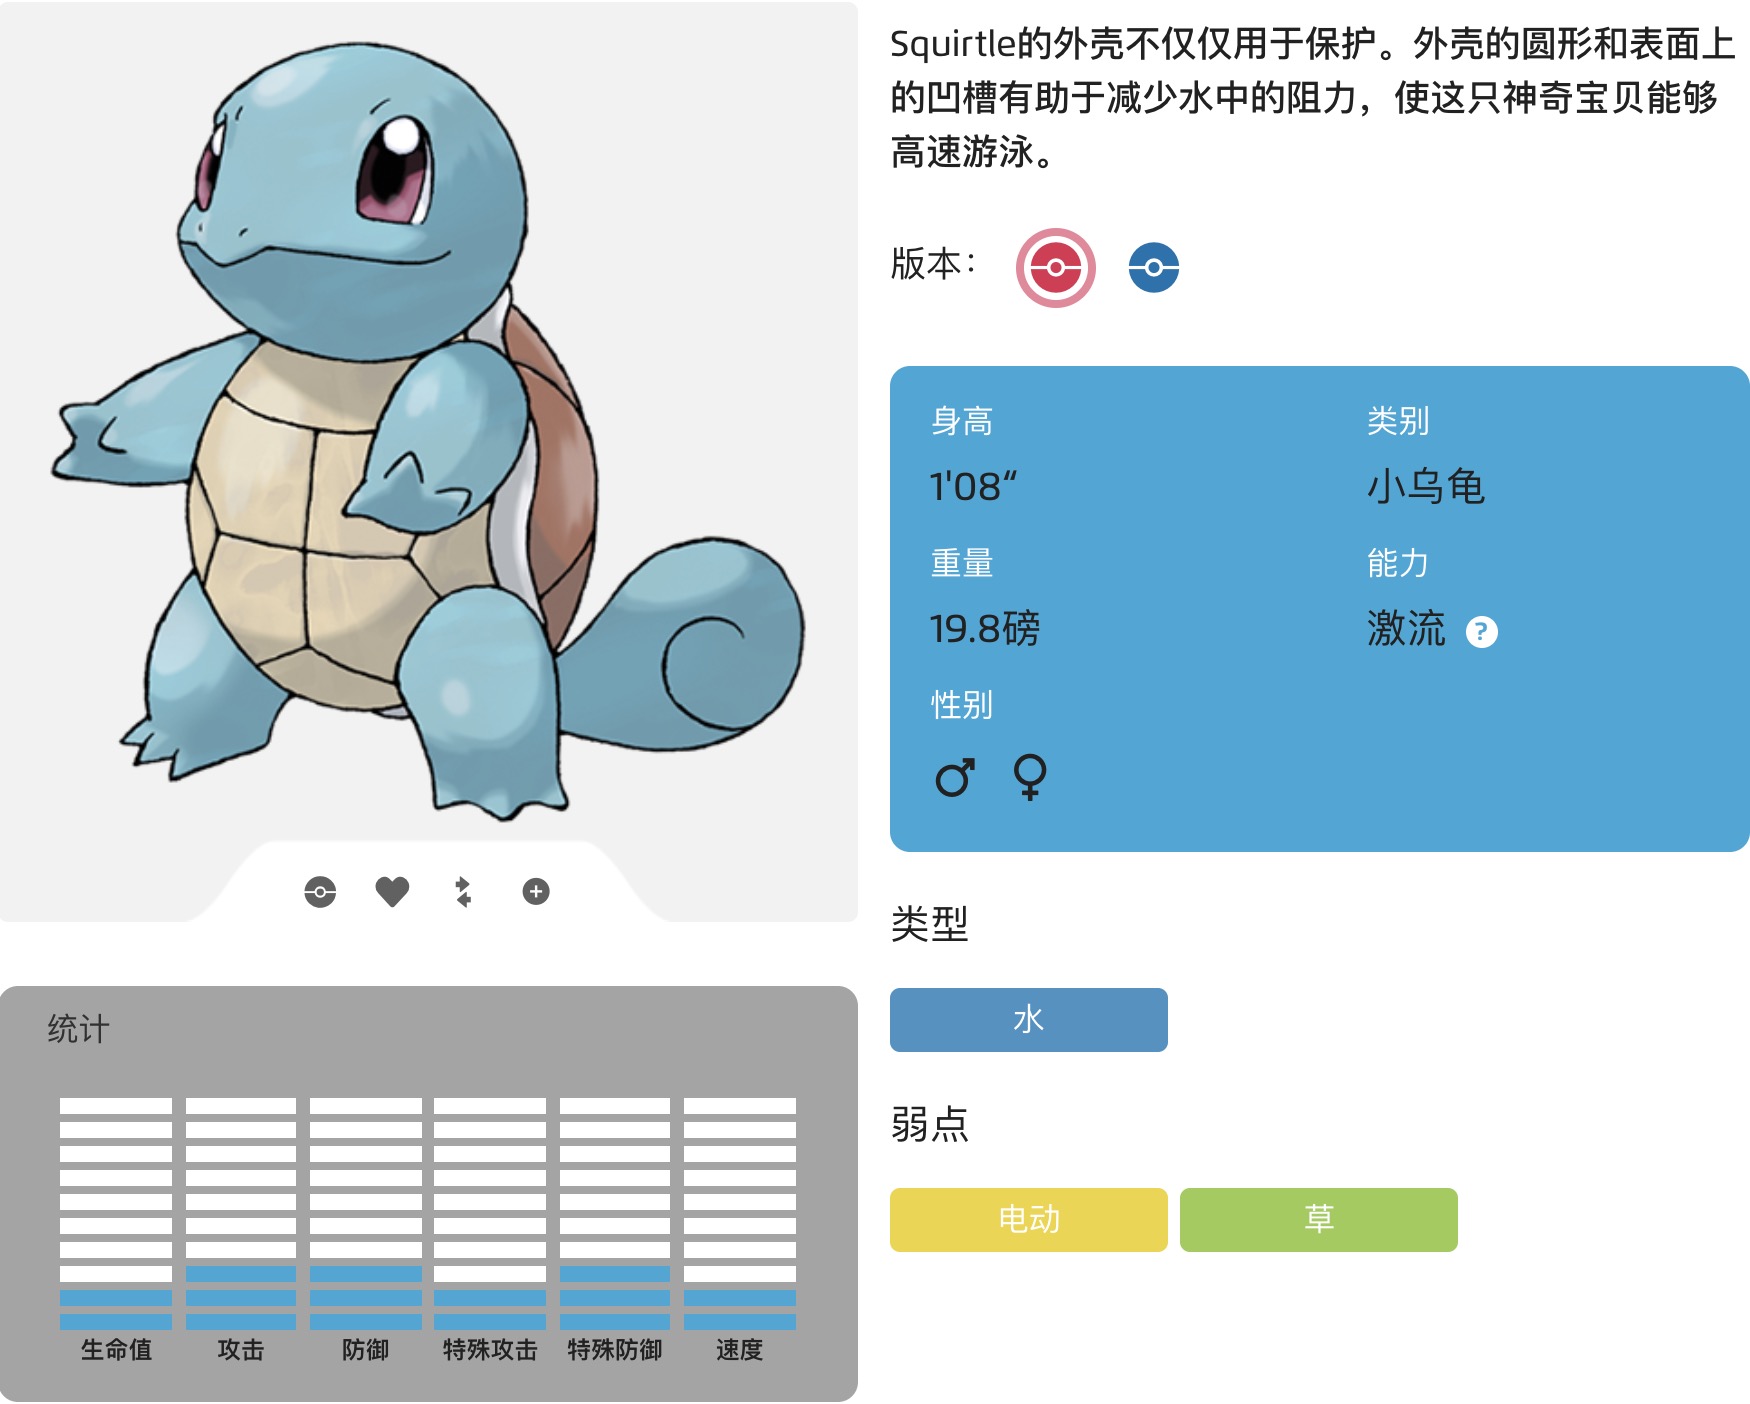 Squirtle的外壳不仅仅用于保护。外壳的圆形和表面上
的凹槽有助于减少水中的阻力，使这只神奇宝贝能够
高速游泳。
版本：
身高
1'08“
类别
小乌龟
重量
19.8磅
能力
激流 ?
性别
♂ ♀
类型
水
弱点
电动
草
统计
生命值
攻击
防御
特殊攻击
特殊防御
速度